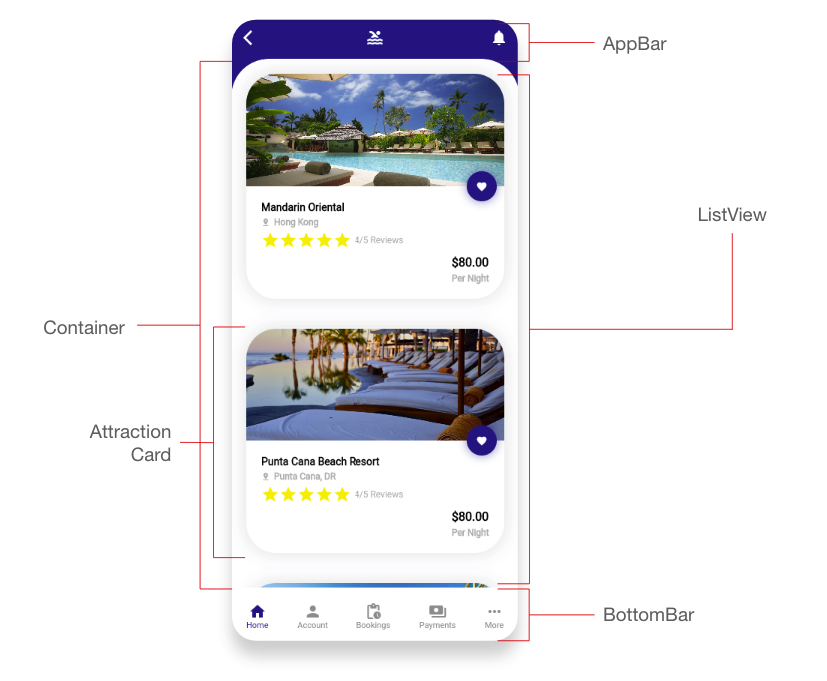 AppBar
Mandarin Oriental
Hong Kong
4/5 Reviews
$80.00
Per Night
ListView
Container
Attraction
Card
Punta Cana Beach Resort
Punta Cana, DR
4/5 Reviews
$80.00
Per Night
Home
Account
Bookings
Payments
More
BottomBar